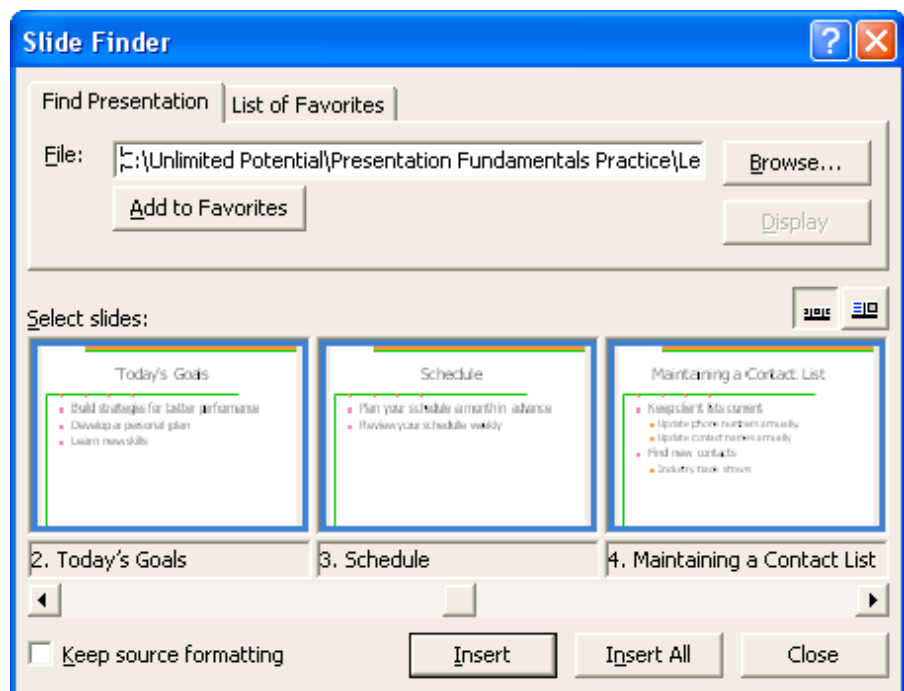 Slide Finder
Find Presentation
List of Favorites
File:
C:\Unlimited Potential\Presentation Fundamentals Practice\Le
Browse...
Add to Favorites
Display
Select slides:
Today's Goals
Build strategies for better performance
Develop a personal plan
Learn new skills
Schedule
Plan your schedule a month in advance
Review your schedule weekly
Maintaining a Contact List
Keep client lists current
Update phone numbers annually
Update contact names annually
Find new contacts
Industry trade shows
2. Today's Goals
3. Schedule
4. Maintaining a Contact List
Keep source formatting
Insert
Insert All
Close